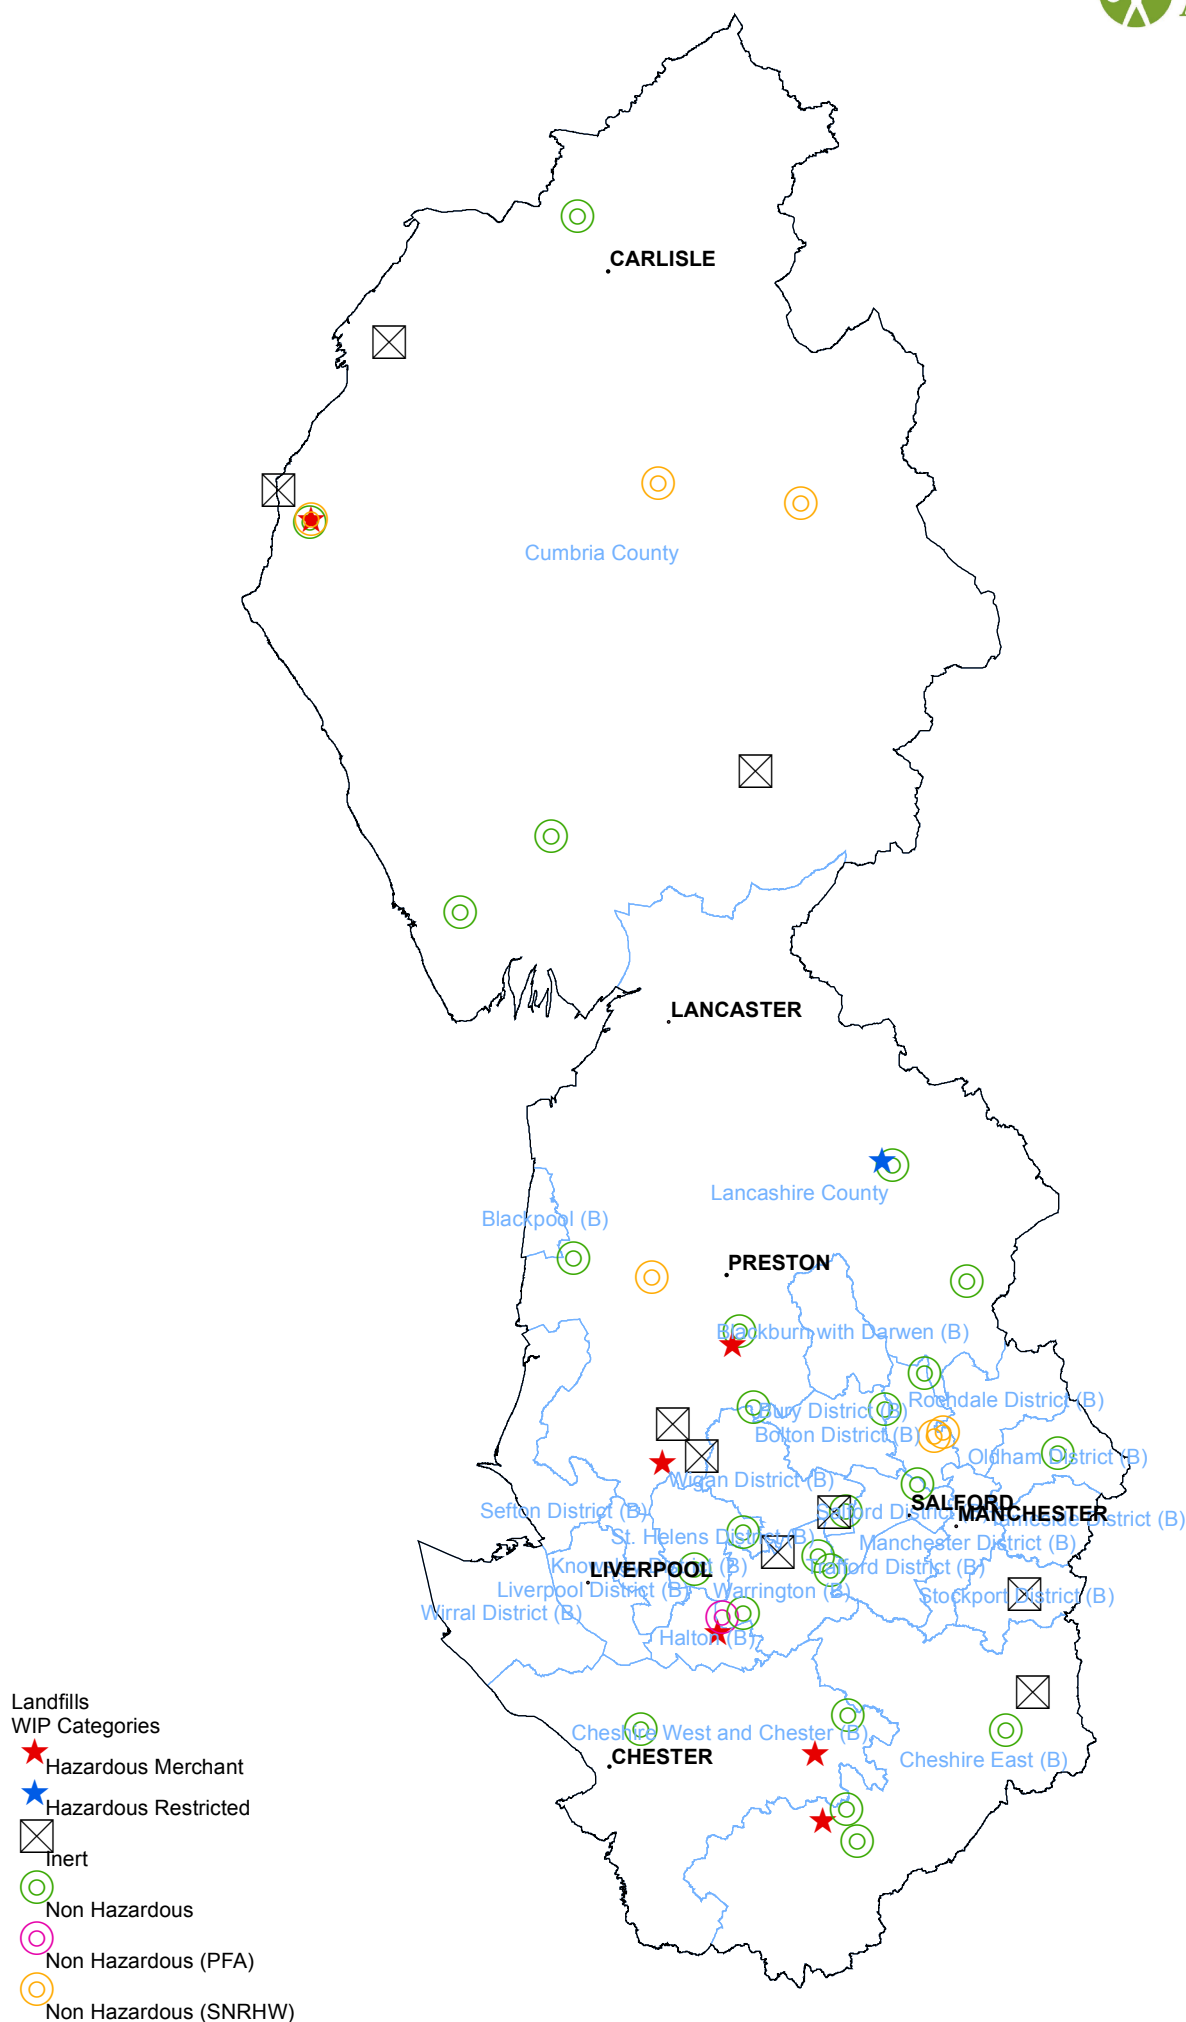 CARLISLE
Cumbria County
LANCASTER
Lancashire County
Blackpool (B)
PRESTON
Blackburn with Darwen (B)
Rochdale District (B)
Bury District (B)
Bolton District (B)
Oldham District (B)
Wigan District (B)
SALFORD
Sefton District (B)
Salford District
MANCHESTER
Tameside District (B)
St. Helens District (B)
Manchester District (B)
Knowsley District (B)
Trafford District (B)
LIVERPOOL
Liverpool District (B)
Warrington (B)
Stockport District (B)
Wirral District (B)
Halton (B)
Landfills
WIP Categories
Cheshire West and Chester (B)
CHESTER
Cheshire East (B)
Hazardous Merchant
Hazardous Restricted
Inert
Non Hazardous
Non Hazardous (PFA)
Non Hazardous (SNRHW)